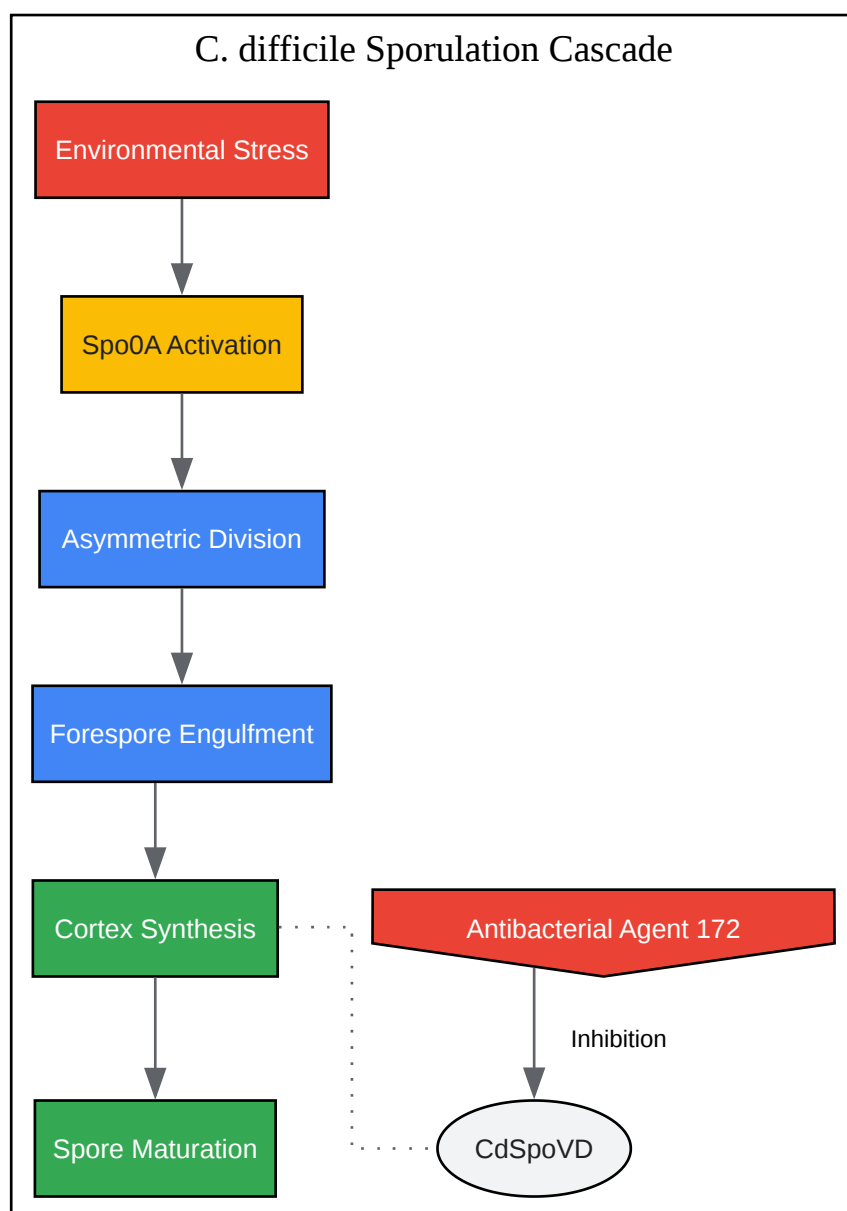 C. difficile Sporulation Cascade
Environmental Stress
Spo0A Activation
Asymmetric Division
Forespore Engulfment
Cortex Synthesis
Antibacterial Agent 172
Inhibition
Spore Maturation
CdSpoVD